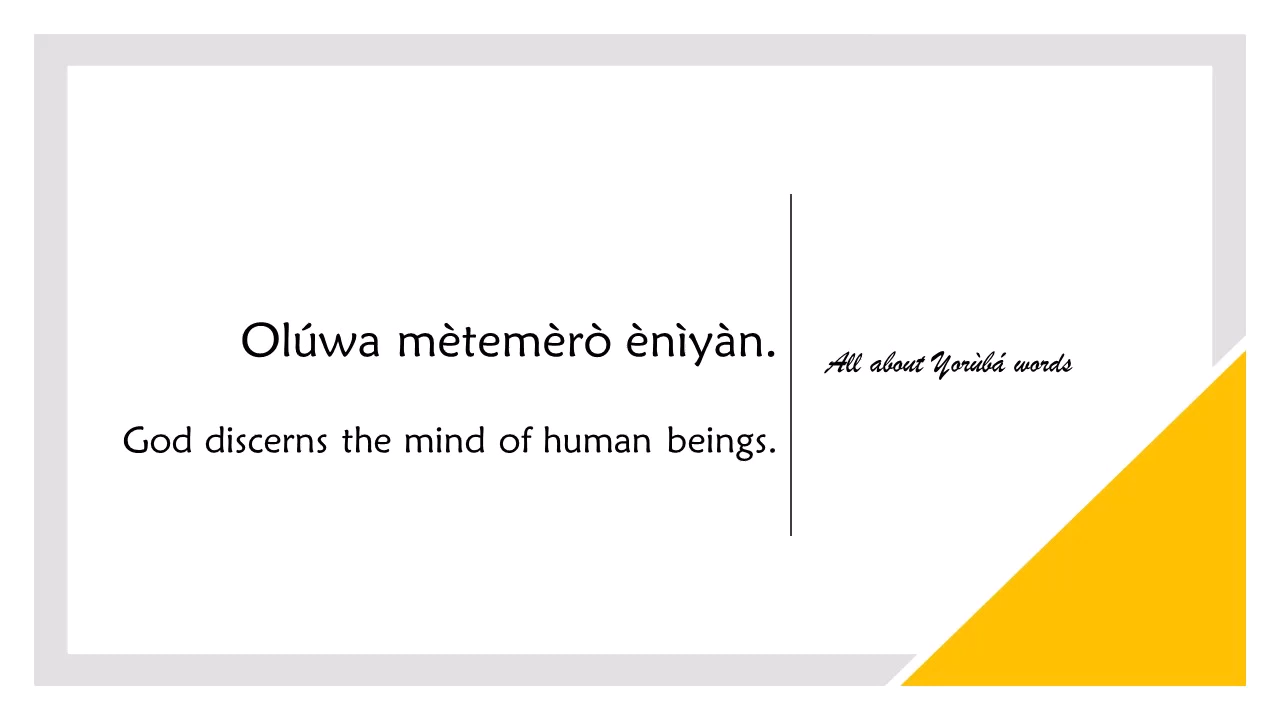 Olúwa mètemèrò ènìyàn.
God discerns the mind of human beings.
All about Yorùbá words